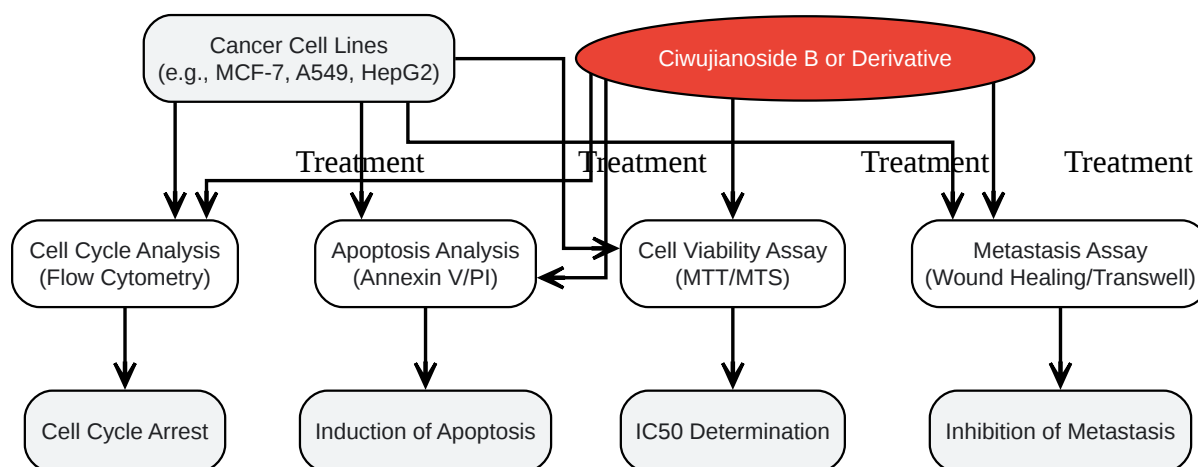 Cancer Cell Lines
(e.g., MCF-7, A549, HepG2)
Ciwujianoside B or Derivative
Treatment
Treatment
Treatment
Treatment
Cell Cycle Analysis
(Flow Cytometry)
Apoptosis Analysis
(Annexin V/PI)
Cell Viability Assay
(MTT/MTS)
Metastasis Assay
(Wound Healing/Transwell)
Cell Cycle Arrest
Induction of Apoptosis
IC50 Determination
Inhibition of Metastasis